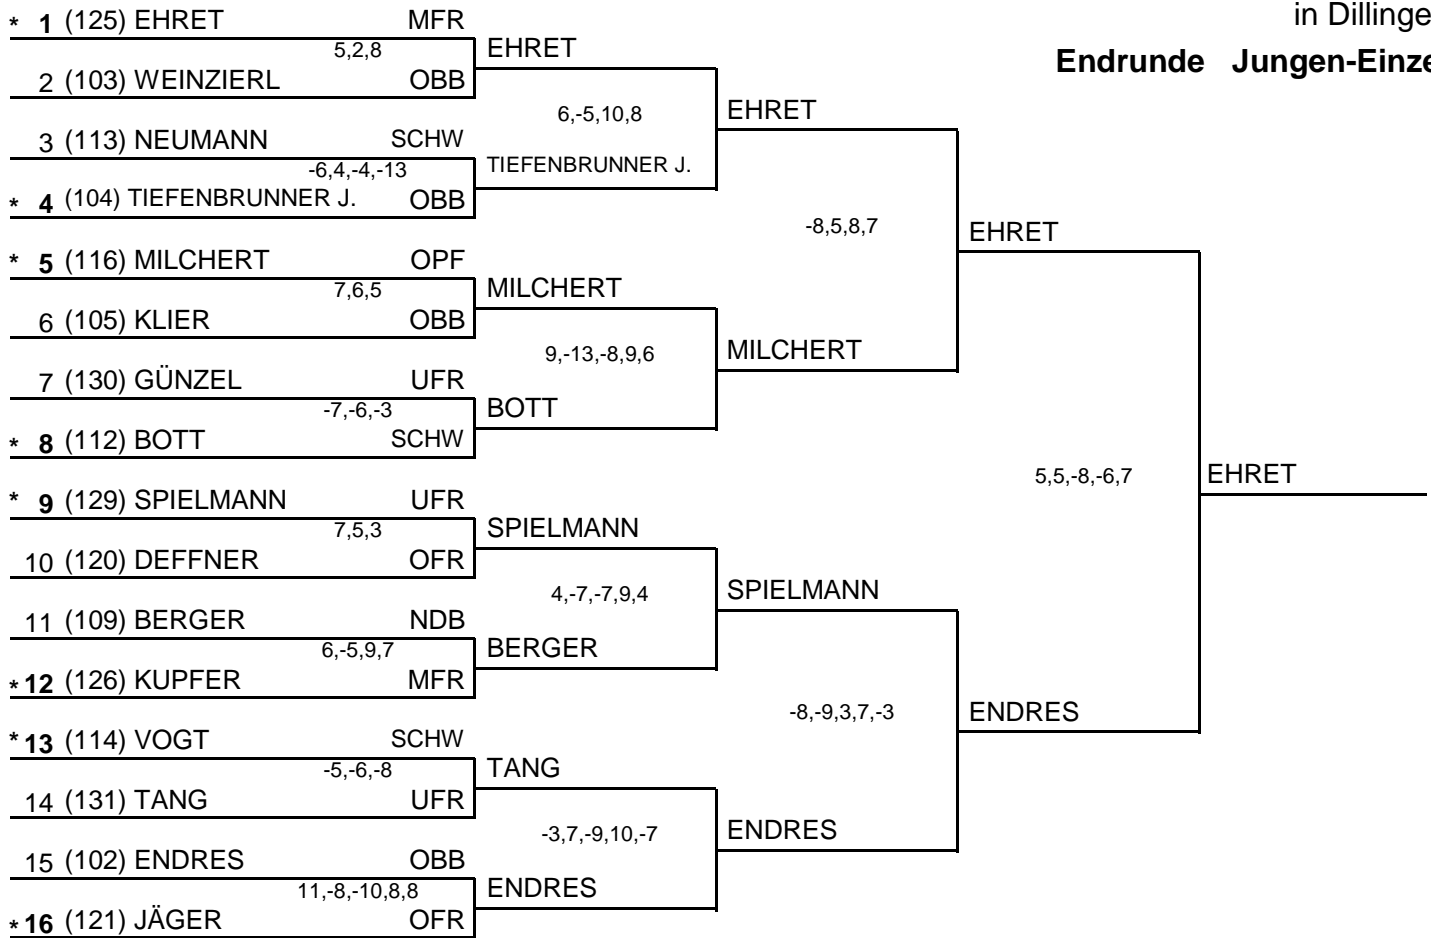 in Dillinge
Endrunde Jungen-Einze
* 1 (125) EHRET MFR
5,2,8
2 (103) WEINZIERL OBB
3 (113) NEUMANN SCHW
-6,4,-4,-13
* 4 (104) TIEFENBRUNNER J. OBB
* 5 (116) MILCHERT OPF
7,6,5
6 (105) KLIER OBB
7 (130) GÜNZEL UFR
-7,-6,-3
* 8 (112) BOTT SCHW
* 9 (129) SPIELMANN UFR
7,5,3
10 (120) DEFFNER OFR
11 (109) BERGER NDB
6,-5,9,7
* 12 (126) KUPFER MFR
* 13 (114) VOGT SCHW
-5,-6,-8
14 (131) TANG UFR
15 (102) ENDRES OBB
11,-8,-10,8,8
* 16 (121) JÄGER OFR
EHRET
6,-5,10,8
TIEFENBRUNNER J.
MILCHERT
9,-13,-8,9,6
BOTT
SPIELMANN
4,-7,-7,9,4
BERGER
TANG
-3,7,-9,10,-7
ENDRES
EHRET
-8,5,8,7
MILCHERT
SPIELMANN
-8,-9,3,7,-3
ENDRES
EHRET
5,5,-8,-6,7
ENDRES
EHRET